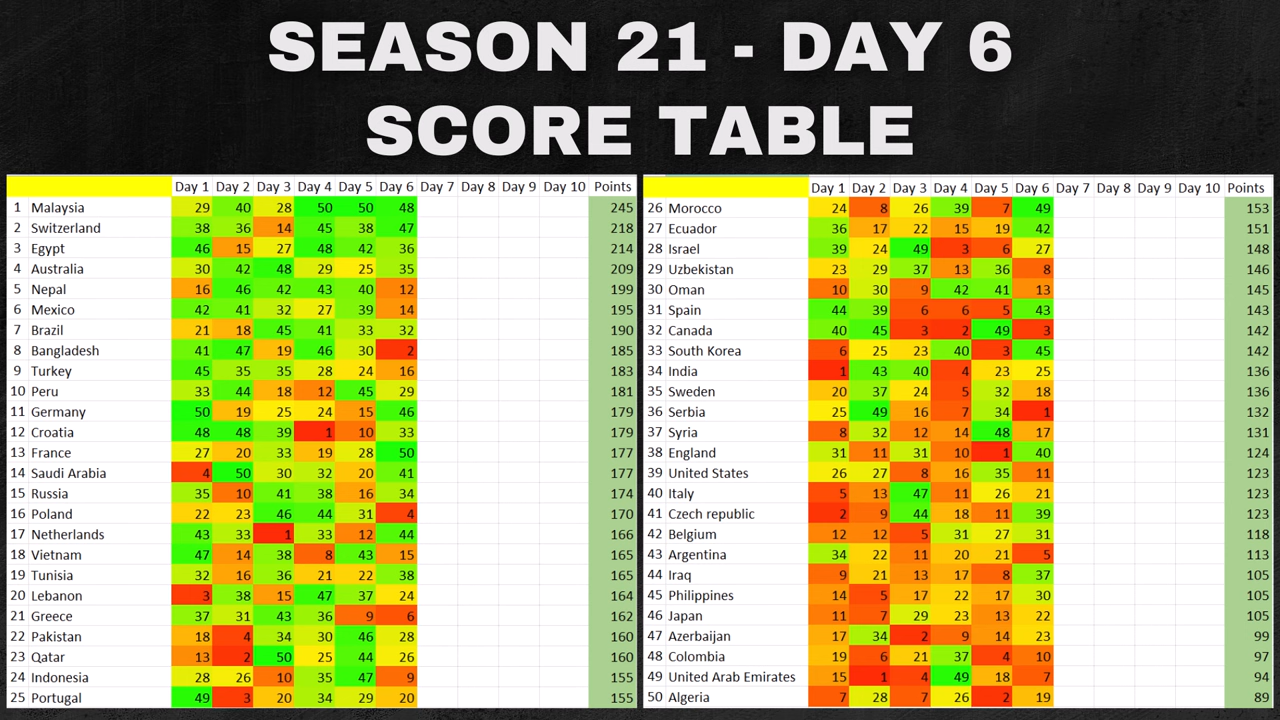 SEASON 21 - DAY 6
SCORE TABLE
Day 1 Day 2 Day 3 Day 4 Day 5 Day 6 Day 7 Day 8 Day 9 Day 10 Points
1 Malaysia 29 40 28 50 50 48 245
2 Switzerland 38 36 14 45 38 47 218
3 Egypt 46 15 27 48 42 36 214
4 Australia 30 42 48 29 25 35 209
5 Nepal 16 46 42 43 40 12 199
6 Mexico 42 41 32 27 39 14 195
7 Brazil 21 18 45 41 33 32 190
8 Bangladesh 41 47 19 46 30 2 185
9 Turkey 45 35 35 28 24 16 183
10 Peru 33 44 18 12 45 29 181
11 Germany 50 19 25 24 15 46 179
12 Croatia 48 48 39 1 10 33 179
13 France 27 20 33 19 28 50 177
14 Saudi Arabia 4 50 30 32 20 41 177
15 Russia 35 10 41 38 16 34 174
16 Poland 22 23 46 44 31 4 170
17 Netherlands 43 33 1 33 12 44 166
18 Vietnam 47 14 38 8 43 15 165
19 Tunisia 32 16 36 21 22 38 165
20 Lebanon 3 38 15 47 37 24 164
21 Greece 37 31 43 36 9 6 162
22 Pakistan 18 4 34 30 46 28 160
23 Qatar 13 2 50 25 44 26 160
24 Indonesia 28 26 10 35 47 9 155
25 Portugal 49 3 20 34 29 20 155
Day 1 Day 2 Day 3 Day 4 Day 5 Day 6 Day 7 Day 8 Day 9 Day 10 Points
26 Morocco 24 8 26 39 7 49 153
27 Ecuador 36 17 22 15 19 42 151
28 Israel 39 24 49 3 6 27 148
29 Uzbekistan 23 29 37 13 36 8 146
30 Oman 10 30 9 42 41 13 145
31 Spain 44 39 6 6 5 43 143
32 Canada 40 45 3 2 49 3 142
33 South Korea 6 25 23 40 3 45 142
34 India 1 43 40 4 23 25 136
35 Sweden 20 37 24 5 32 18 136
36 Serbia 25 49 16 7 34 1 132
37 Syria 8 32 12 14 48 17 131
38 England 31 11 31 10 1 40 124
39 United States 26 27 8 16 35 11 123
40 Italy 5 13 47 11 26 21 123
41 Czech republic 2 9 44 18 11 39 123
42 Belgium 12 12 5 31 27 31 118
43 Argentina 34 22 11 20 21 5 113
44 Iraq 9 21 13 17 8 37 105
45 Philippines 14 5 17 22 17 30 105
46 Japan 11 7 29 23 13 22 105
47 Azerbaijan 17 34 2 9 14 23 99
48 Colombia 19 6 21 37 4 10 97
49 United Arab Emirates 15 1 4 49 18 7 94
50 Algeria 7 28 7 26 2 19 89